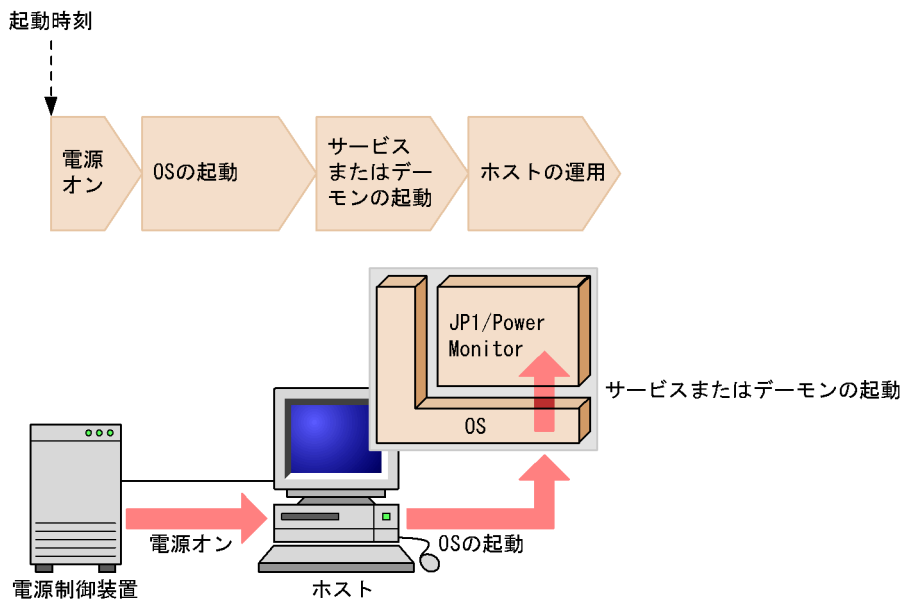 起動時刻
電源
オン
OSの起動
サービス
またはデー
モンの起動
ホストの運用
JP1/Power
Monitor
サービスまたはデーモンの起動
OS
電源オン
OSの起動
電源制御装置
ホスト